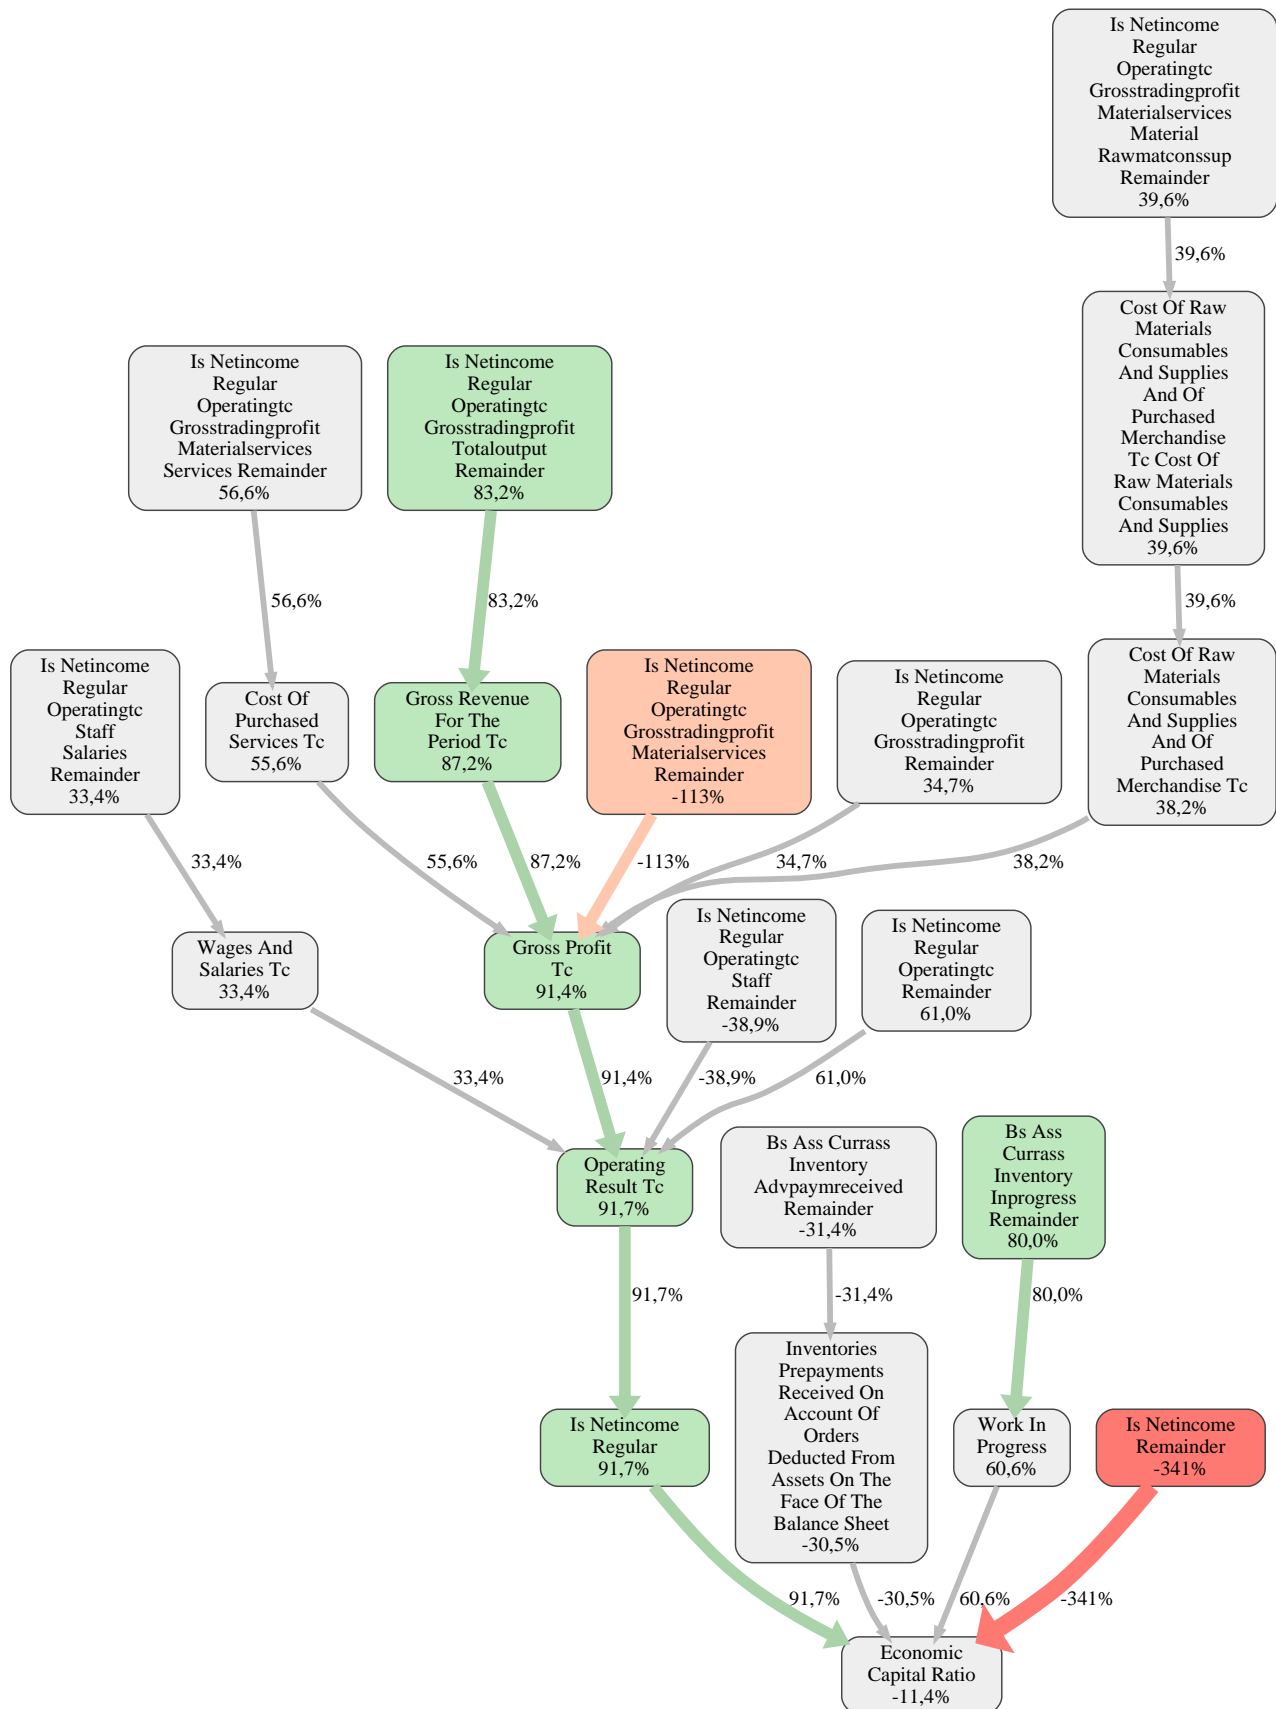 Is Netincome
Regular
Operatingtc
Grosstradingprofit
Materialservices
Material
Rawmatconssup
Remainder
39,6%
39,6%
Cost Of Raw
Materials
Consumables
And Supplies
And Of
Purchased
Merchandise
Tc Cost Of
Raw Materials
Consumables
And Supplies
39,6%
Is Netincome
Regular
Operatingtc
Grosstradingprofit
Materialservices
Services Remainder
56,6%
Is Netincome
Regular
Operatingtc
Grosstradingprofit
Totaloutput
Remainder
83,2%
56,6%
83,2%
39,6%
Is Netincome
Regular
Operatingtc
Staff
Salaries
Remainder
33,4%
Cost Of
Purchased
Services Tc
55,6%
Gross Revenue
For The
Period Tc
87,2%
Is Netincome
Regular
Operatingtc
Grosstradingprofit
Materialservices
Remainder
-113%
Is Netincome
Regular
Operatingtc
Grosstradingprofit
Remainder
34,7%
Cost Of Raw
Materials
Consumables
And Supplies
And Of
Purchased
Merchandise Tc
38,2%
33,4%
55,6%
87,2%
-113%
34,7%
38,2%
Wages And
Salaries Tc
33,4%
Gross Profit
Tc
91,4%
Is Netincome
Regular
Operatingtc
Staff
Remainder
-38,9%
Is Netincome
Regular
Operatingtc
Remainder
61,0%
33,4%
91,4%
-38,9%
61,0%
Operating
Result Tc
91,7%
Bs Ass Currass
Inventory
Advpaymreceived
Remainder
-31,4%
Bs Ass
Currass
Inventory
Inprogress
Remainder
80,0%
91,7%
-31,4%
80,0%
Is Netincome
Regular
91,7%
Inventories
Prepayments
Received On
Account Of
Orders
Deducted From
Assets On The
Face Of The
Balance Sheet
-30,5%
Work In
Progress
60,6%
Is Netincome
Remainder
-341%
91,7%
-30,5%
60,6%
-341%
Economic
Capital Ratio
-11,4%